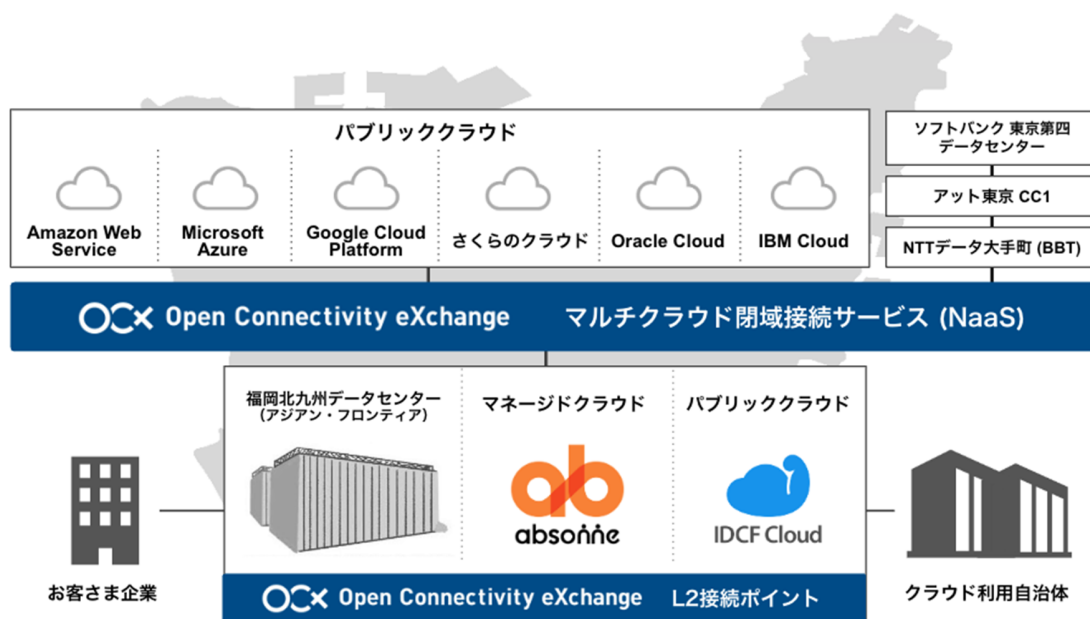 パブリッククラウド
Amazon Web
Service
Microsoft
Azure
Google Cloud
Platform
さくらのクラウド
Oracle Cloud
IBM Cloud
ソフトバンク 東京第四
データセンター
アット東京 CC1
NTTデータ大手町 (BBT)
OCX Open Connectivity eXchange マルチクラウド閉域接続サービス (NaaS)
福岡北九州データセンター
（アジアン・フロンティア）
マネージドクラウド
absonne
パブリッククラウド
IDCF Cloud
お客さま企業
クラウド利用自治体
OCX Open Connectivity eXchange L2接続ポイント